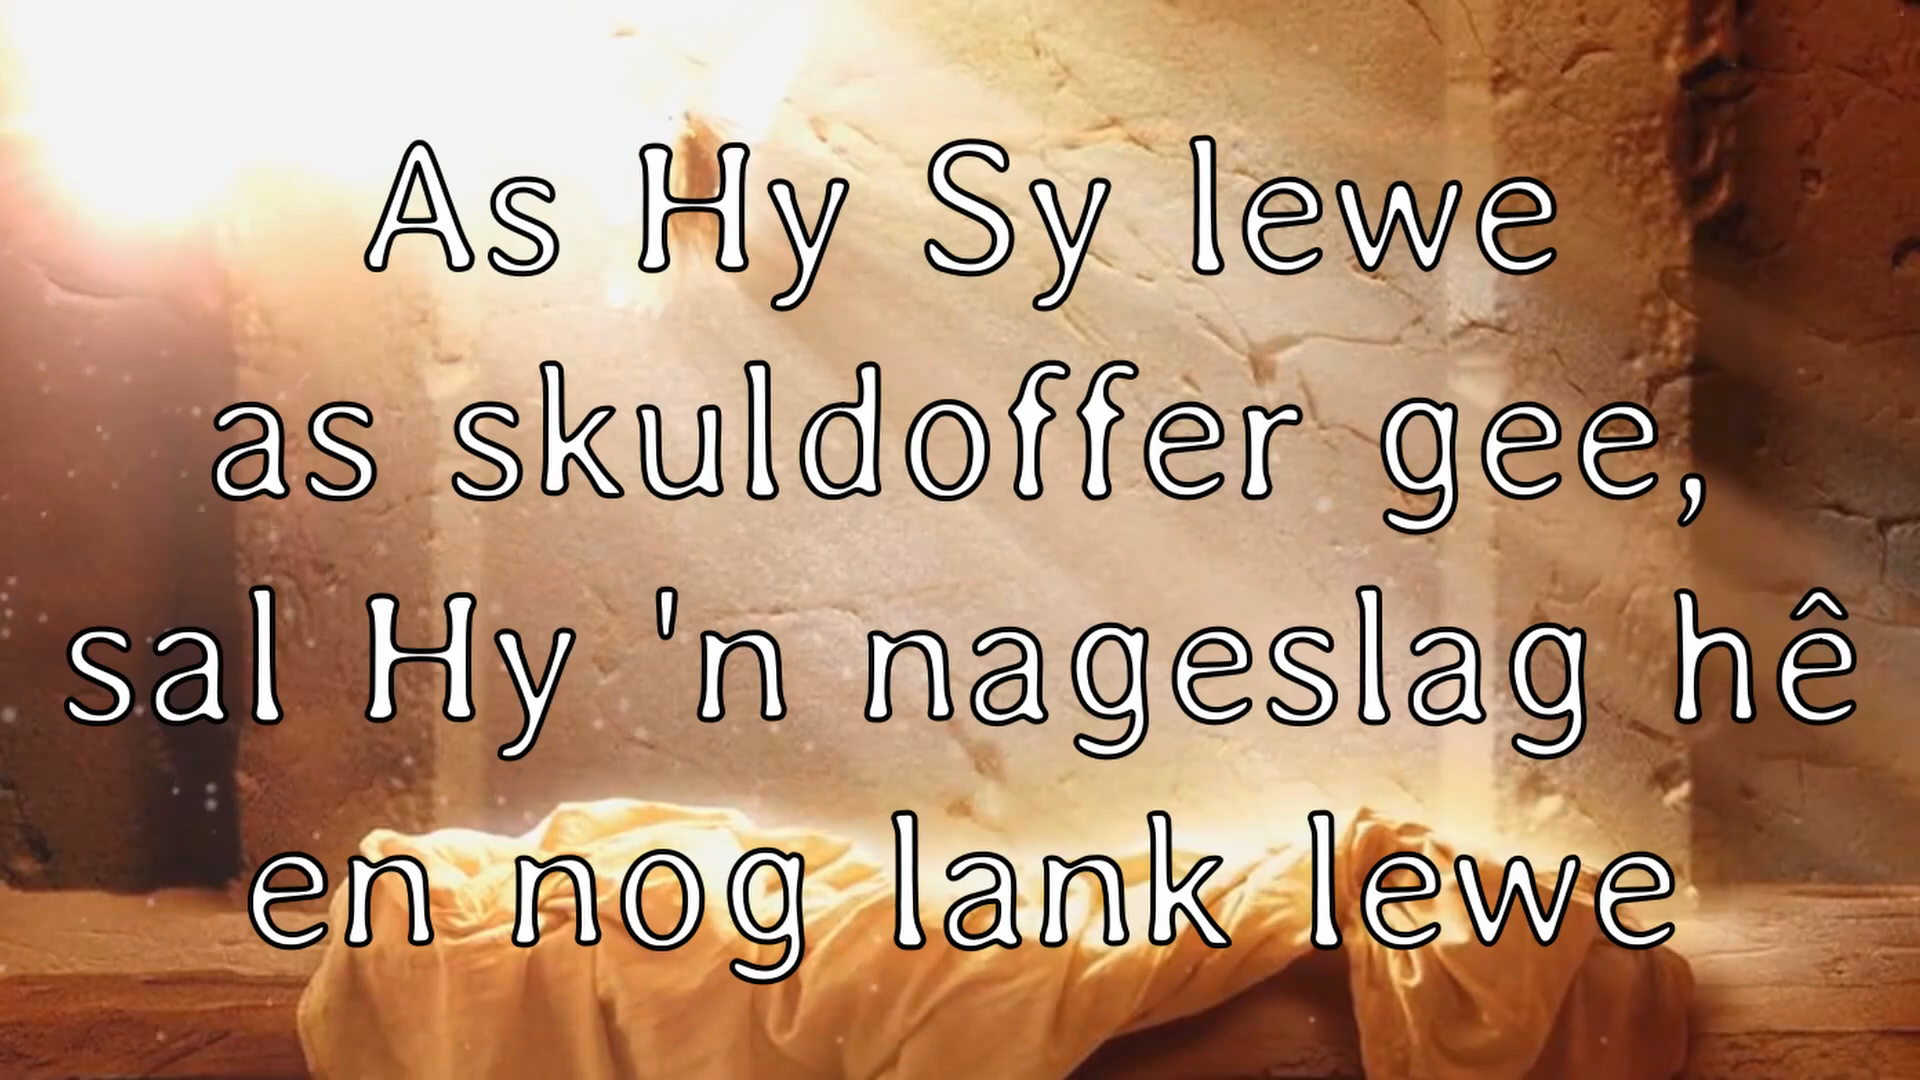 As Hy Sy lewe
as skuldoffer gee,
sal Hy 'n nageslag hê
en nog lank lewe